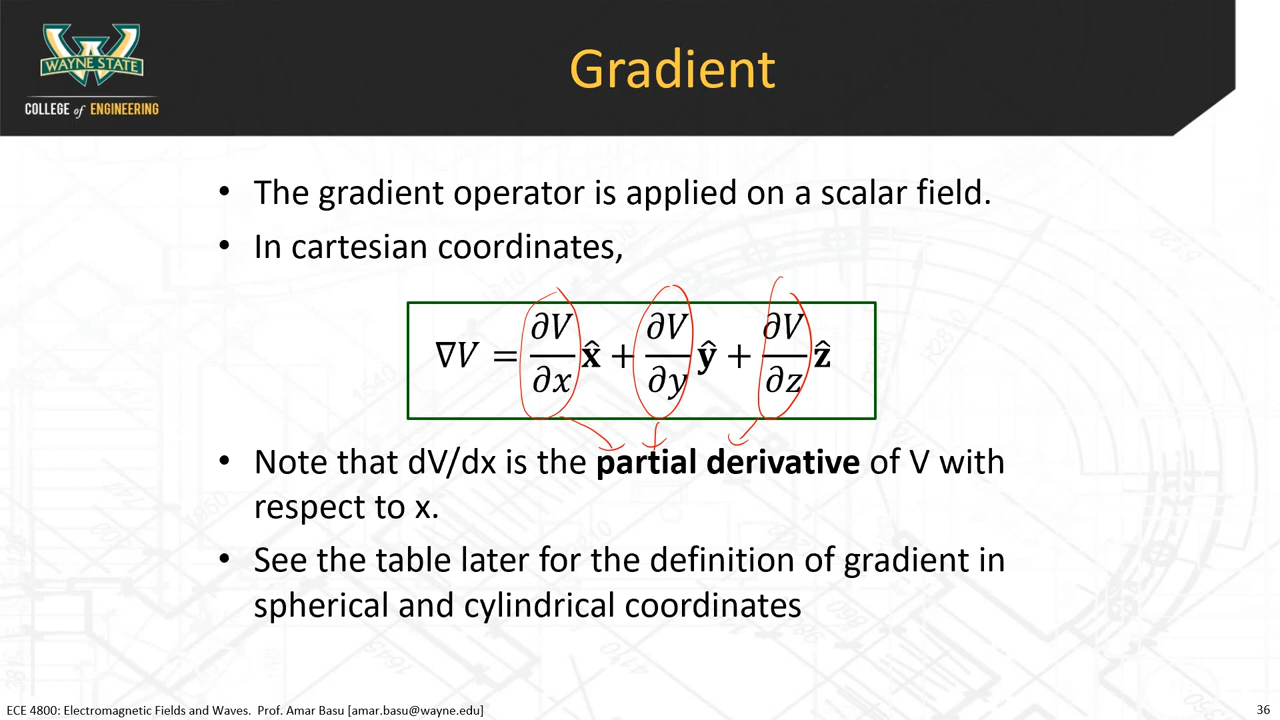 WAYNE STATE
COLLEGE of ENGINEERING
Gradient
• The gradient operator is applied on a scalar field.
• In cartesian coordinates,
∇V = ∂V/∂x x̂ + ∂V/∂y ŷ + ∂V/∂z ẑ
• Note that dV/dx is the partial derivative of V with
respect to x.
• See the table later for the definition of gradient in
spherical and cylindrical coordinates
ECE 4800: Electromagnetic Fields and Waves. Prof. Amar Basu [amar.basu@wayne.edu]
36